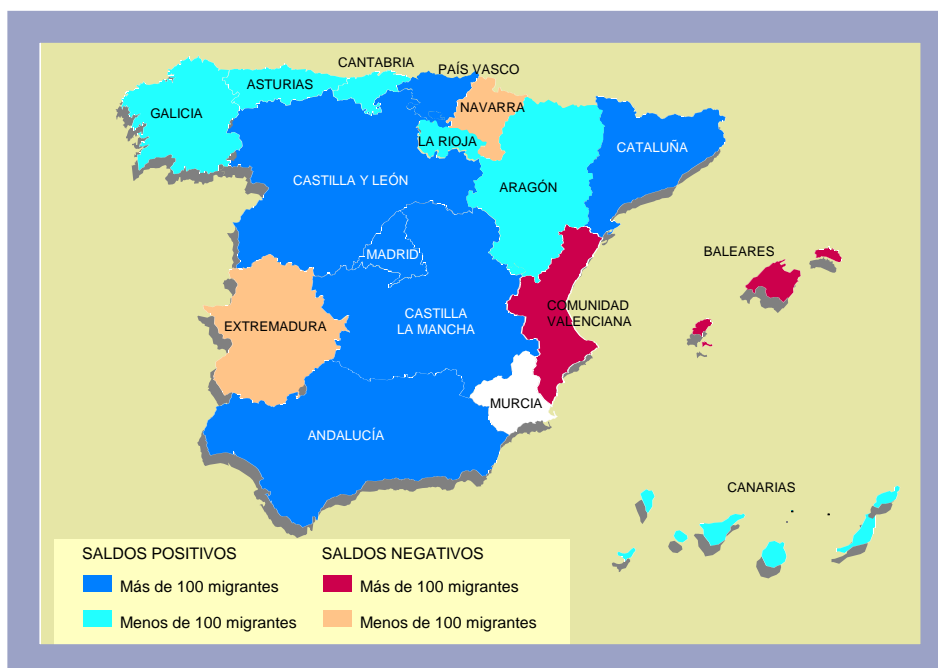 CANTABRIA
PAÍS VASCO
ASTURIAS
NAVARRA
GALICIA
LA RIOJA
CATALUÑA
CASTILLA Y LEÓN
ARAGÓN
MADRID
BALEARES
CASTILLA
LA MANCHA
COMUNIDAD
VALENCIANA
EXTREMADURA
MURCIA
ANDALUCÍA
CANARIAS
SALDOS POSITIVOS
Más de 100 migrantes
Menos de 100 migrantes
SALDOS NEGATIVOS
Más de 100 migrantes
Menos de 100 migrantes